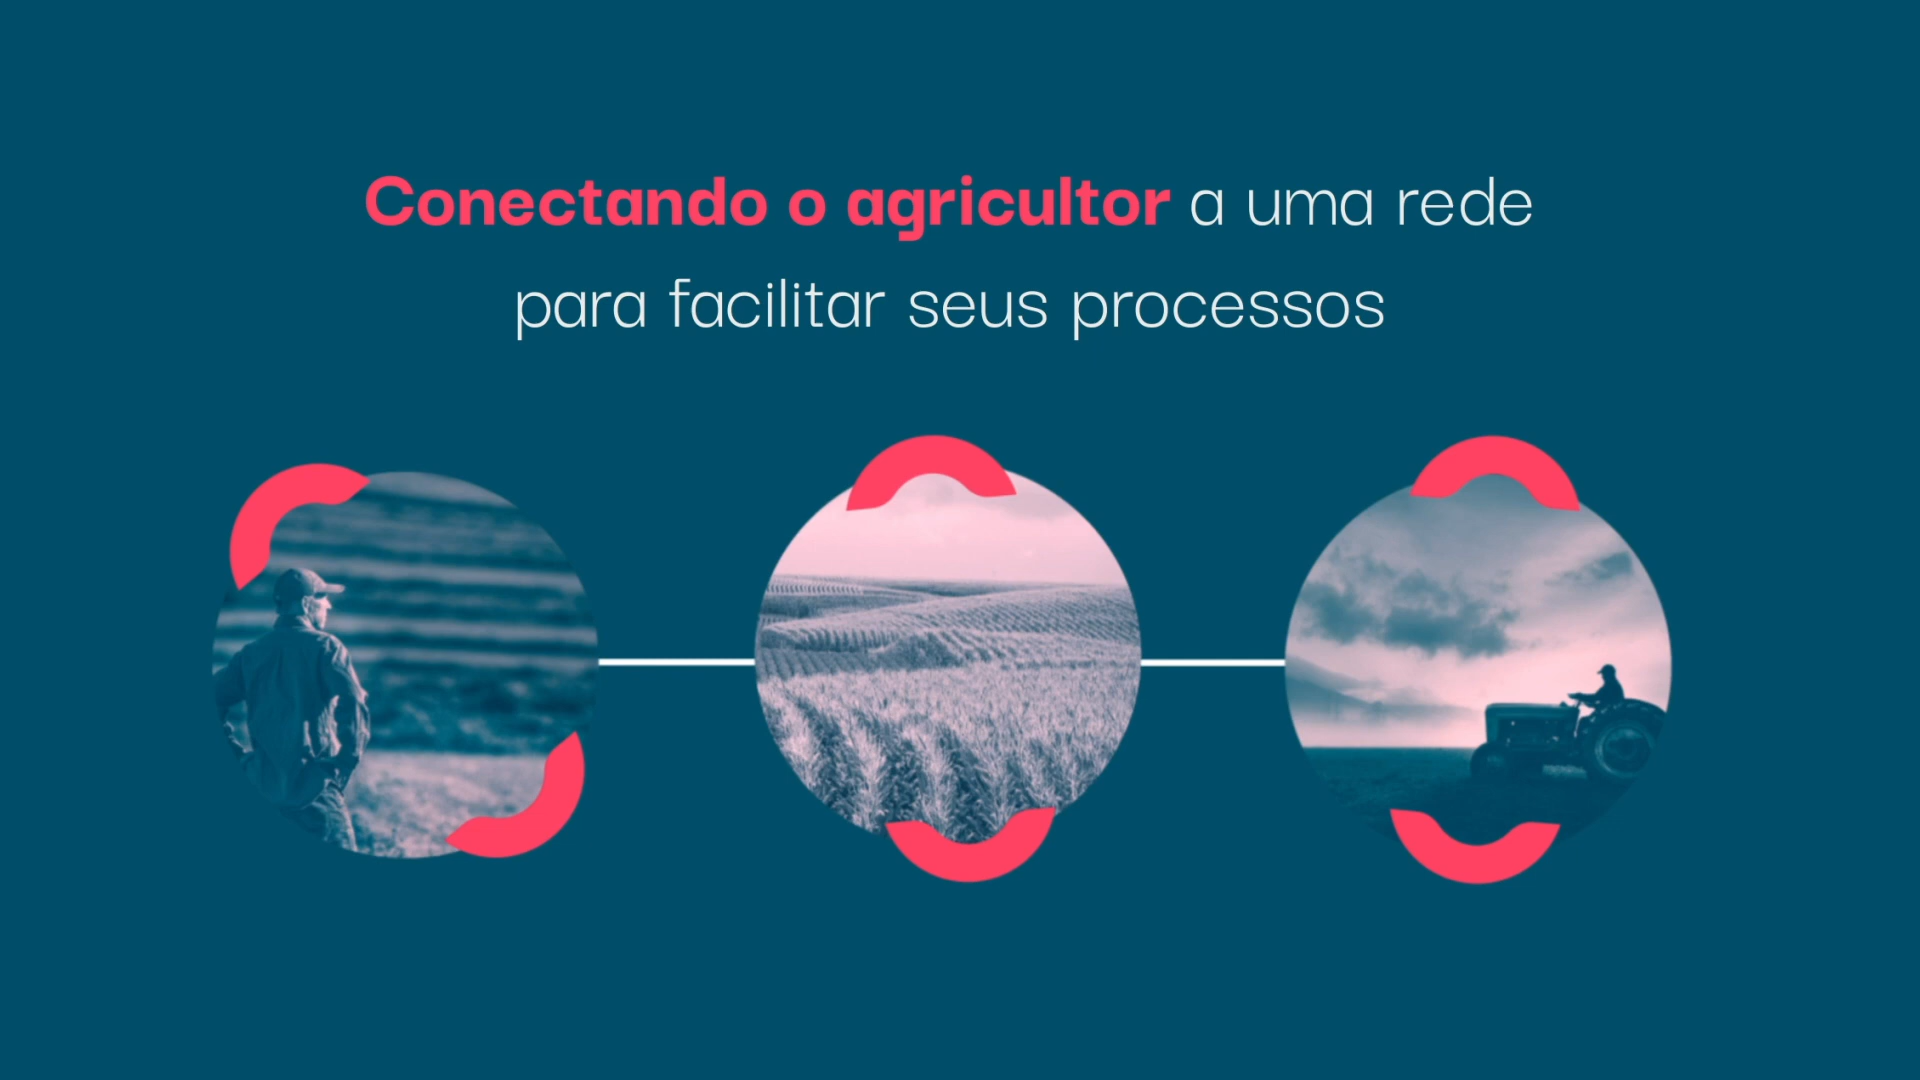 Conectando o agricultor a uma rede
para facilitar seus processos